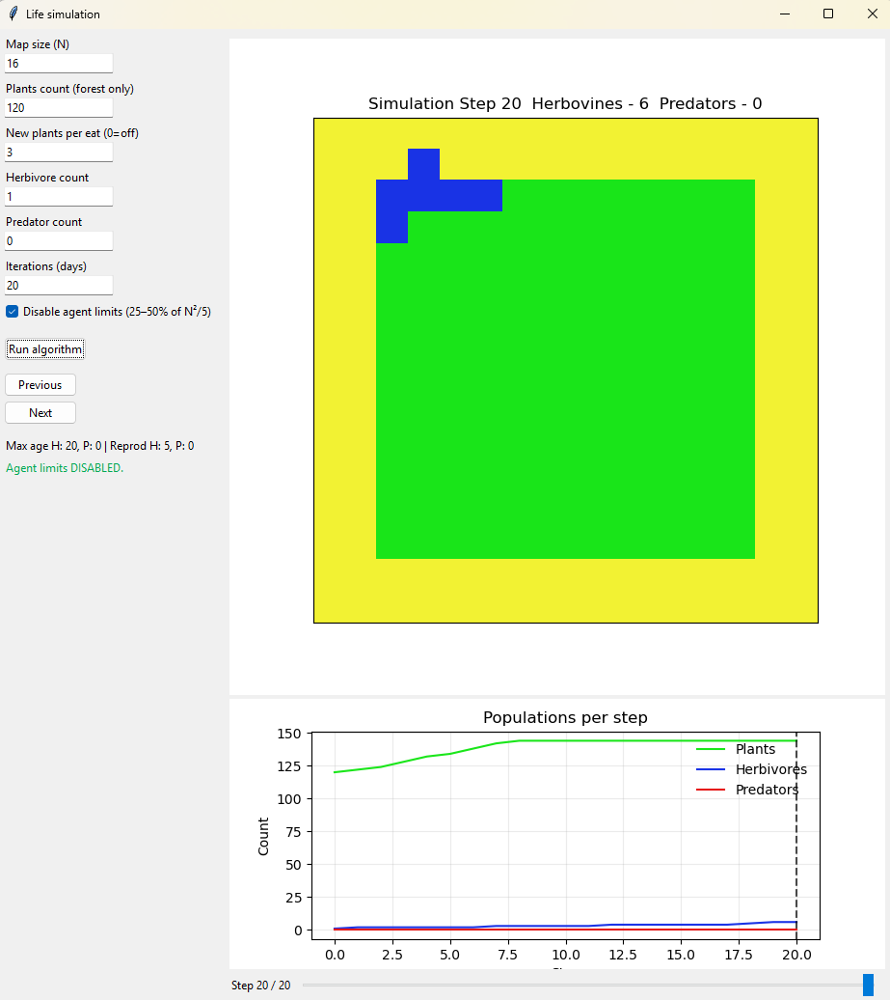 Life simulation
Map size (N)
16
Plants count (forest only)
120
New plants per eat (0=off)
3
Herbivore count
1
Predator count
0
Iterations (days)
20
Disable agent limits (25–50% of N²/5)
Run algorithm
Previous
Next
Max age H: 20, P: 0 | Reprod H: 5, P: 0
Agent limits DISABLED.
Simulation Step 20  Herbovines - 6  Predators - 0
Populations per step
150
125
100
75
50
25
0
Count
Plants
Herbivores
Predators
0.0 2.5 5.0 7.5 10.0 12.5 15.0 17.5 20.0
Step 20 / 20